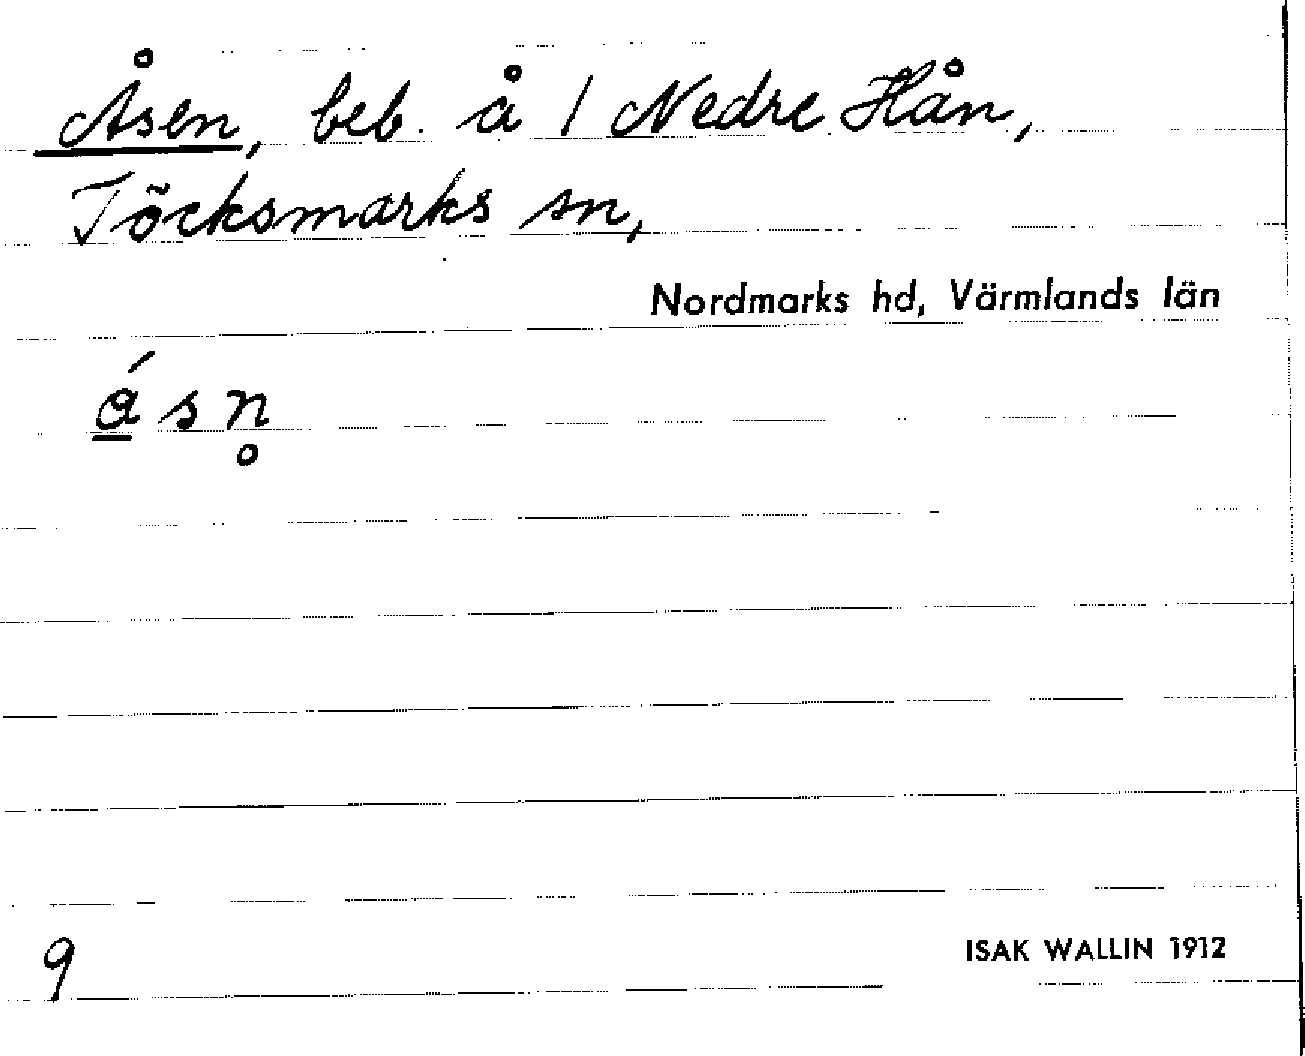 Åsen, beb. å 1 Nedre Hån,
Töcksmarks sn,
Nordmarks hd, Värmlands län
á̱ s n̥
9
ISAK WALLIN 1912